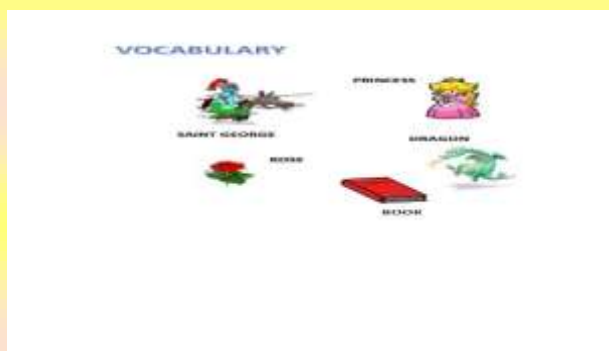 VOCABULARY
PRINCESS
SAINT GEORGE
DRAGON
ROSE
BOOK